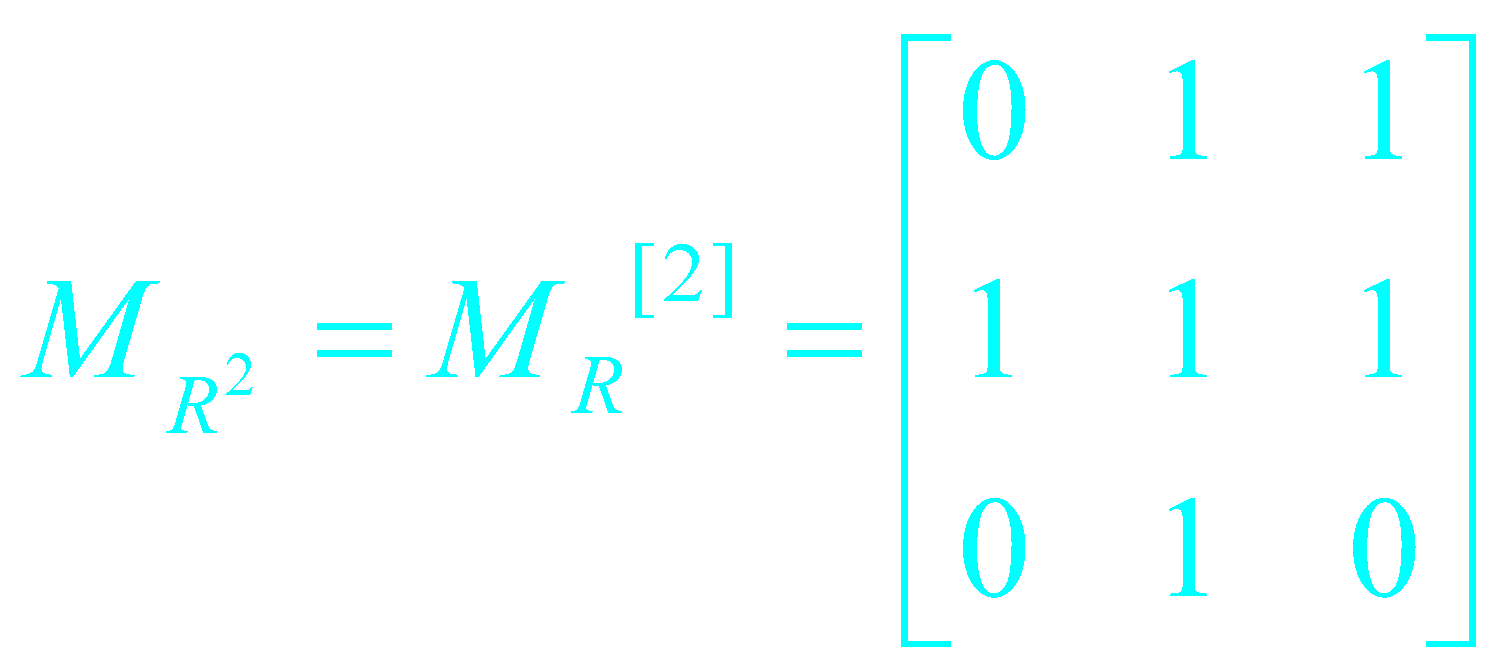 0 1 1
M_{R^2} = M_R^{[2]} = [1 1 1]
0 1 0